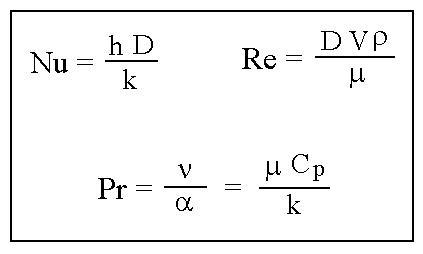 Nu = h D / k    Re = D V ρ / μ
Pr = ν / α = μ Cp / k